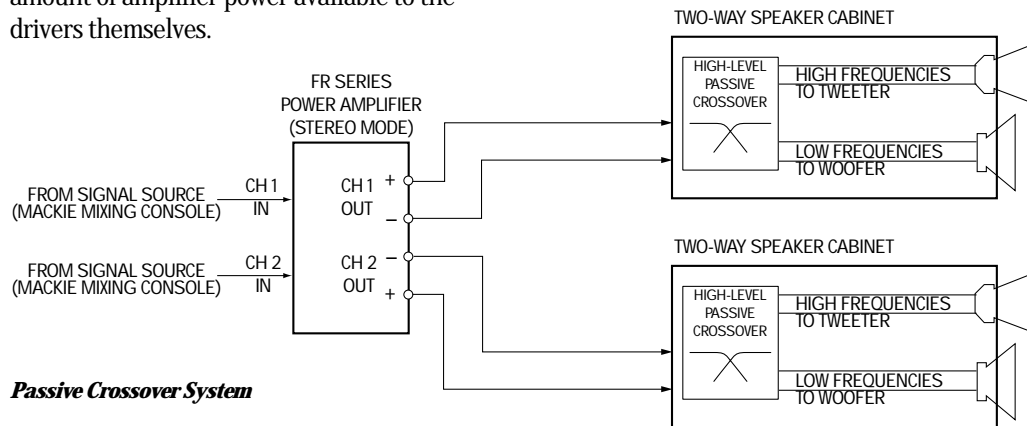 amount of amplifier power available to the
drivers themselves.
TWO-WAY SPEAKER CABINET
FR SERIES
POWER AMPLIFIER
(STEREO MODE)
HIGH-LEVEL
PASSIVE
CROSSOVER
HIGH FREQUENCIES
TO TWEETER
LOW FREQUENCIES
TO WOOFER
FROM SIGNAL SOURCE
(MACKIE MIXING CONSOLE)
CH 1
IN
CH 1 +
OUT
−
FROM SIGNAL SOURCE
(MACKIE MIXING CONSOLE)
CH 2
IN
CH 2 −
OUT
+
TWO-WAY SPEAKER CABINET
HIGH-LEVEL
PASSIVE
CROSSOVER
HIGH FREQUENCIES
TO TWEETER
LOW FREQUENCIES
TO WOOFER
Passive Crossover System